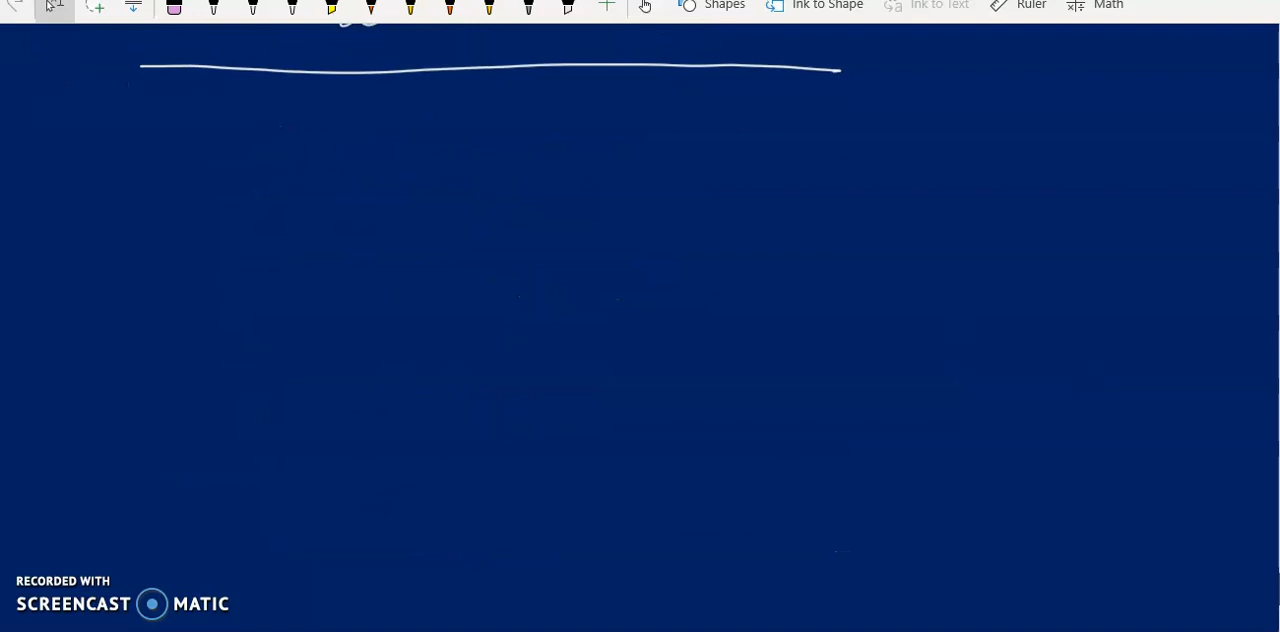 Shapes Ink to Shape Ink to Text Ruler Math
RECORDED WITH
SCREENCAST MATIC